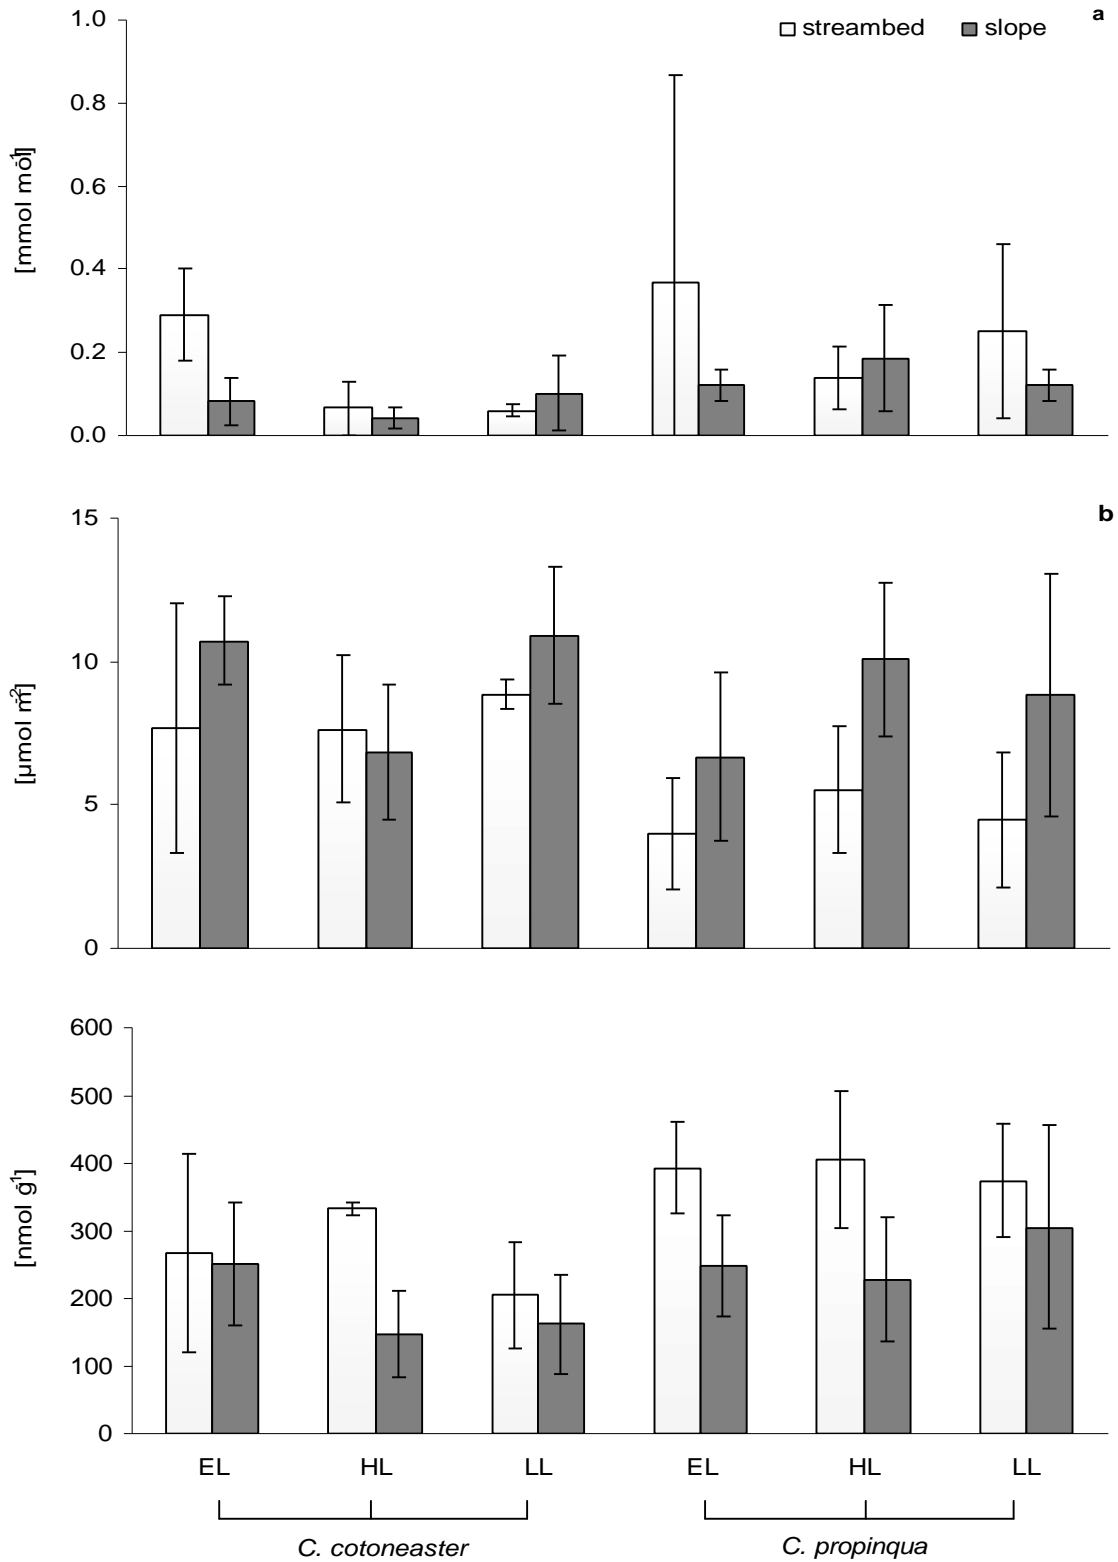 a
streambed slope
1.0
0.8
0.6
0.4
0.2
0.0
[mmol mol-1]
b
15
10
5
0
[µmol m-2]
600
500
400
300
200
100
0
[nmol g-1]
EL HL LL EL HL LL
C. cotoneaster C. propinqua